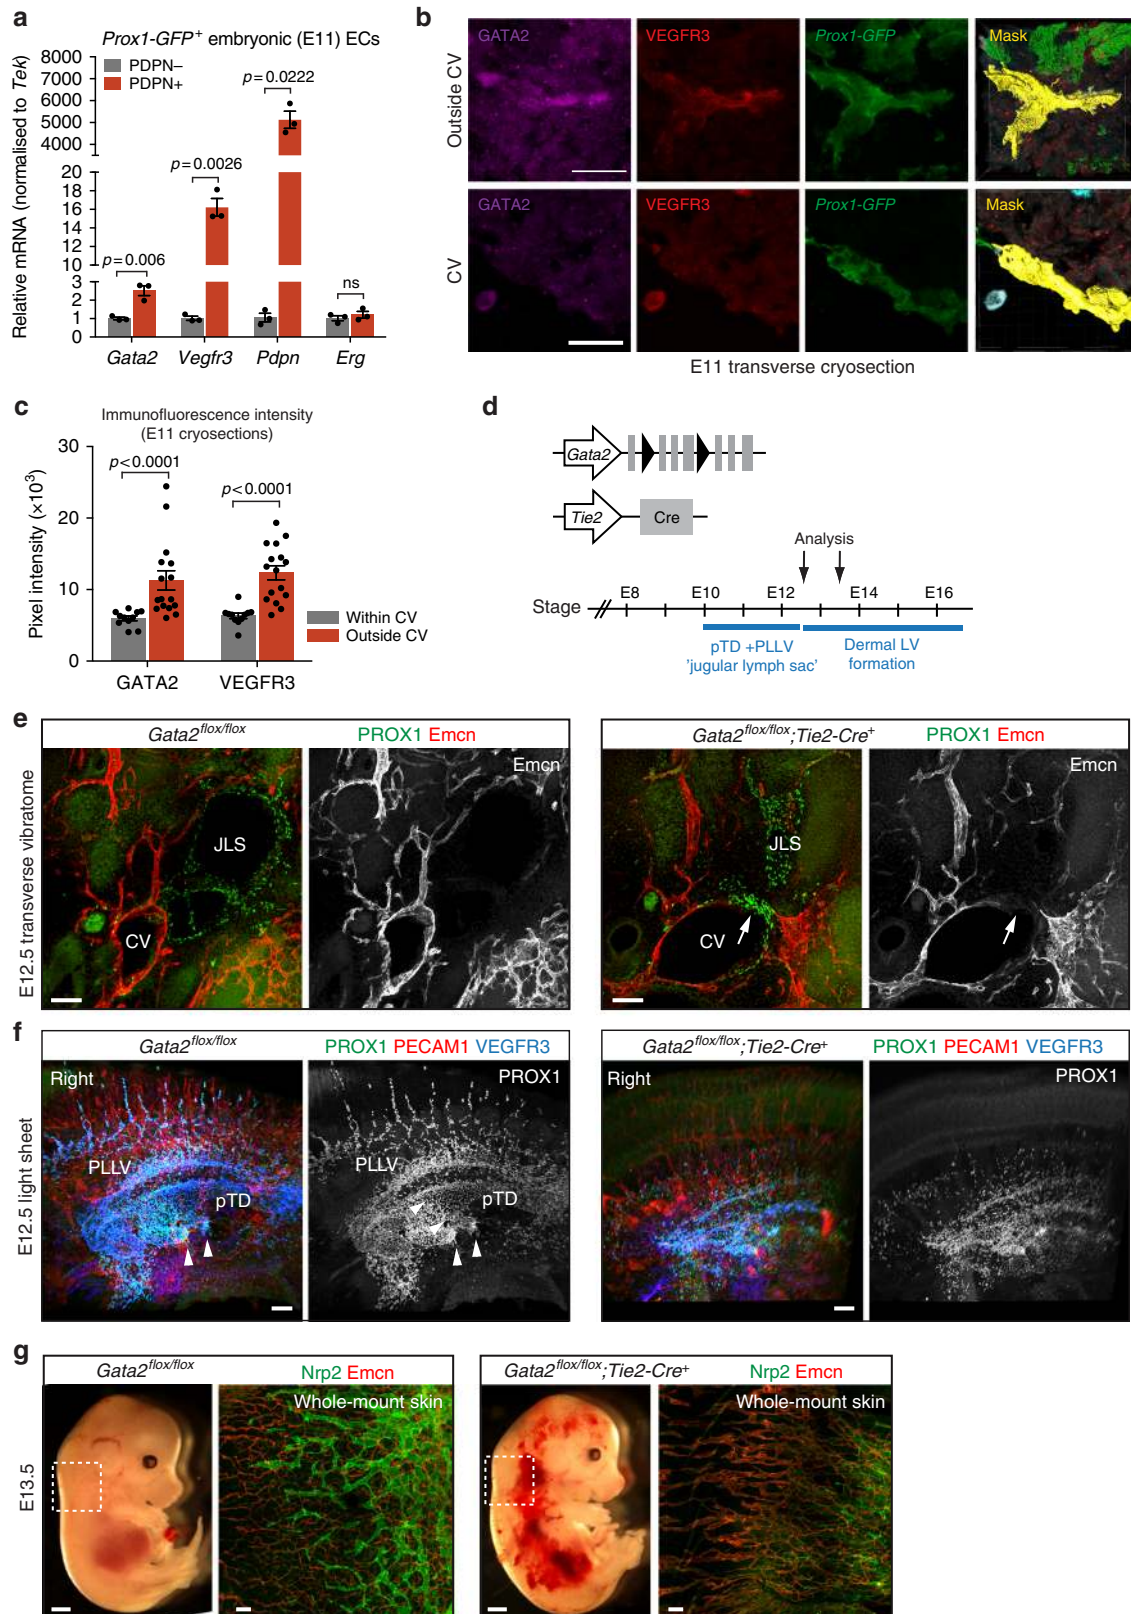 a
Prox1-GFP+ embryonic (E11) ECs
Relative mRNA (normalised to Tek)
8000
7000
6000
5000
4000
20
18
16
14
12
10
3
2
1
0
PDPN–
PDPN+
p=0.006
p=0.0026
p=0.0222
ns
Gata2 Vegfr3 Pdpn Erg
b
Outside CV
GATA2 VEGFR3 Prox1-GFP Mask
CV
GATA2 VEGFR3 Prox1-GFP Mask
E11 transverse cryosection
c
Immunofluorescence intensity
(E11 cryosections)
Pixel intensity (×10³)
30
20
10
0
p<0.0001
p<0.0001
Within CV
Outside CV
GATA2 VEGFR3
d
Gata2
Tie2 Cre
Analysis
Stage E8 E10 E12 E14 E16
pTD +PLLV
'jugular lymph sac'
Dermal LV
formation
e
E12.5 transverse vibratome
Gata2flox/flox PROX1 Emcn
JLS
CV
Emcn
Gata2flox/flox;Tie2-Cre+ PROX1 Emcn
JLS
CV
Emcn
f
E12.5 light sheet
Gata2flox/flox PROX1 PECAM1 VEGFR3
Right
PLLV
pTD
PROX1
PLLV
pTD
Gata2flox/flox;Tie2-Cre+ PROX1 PECAM1 VEGFR3
Right
PROX1
g
E13.5
Gata2flox/flox Nrp2 Emcn
Whole-mount skin
Gata2flox/flox;Tie2-Cre+ Nrp2 Emcn
Whole-mount skin